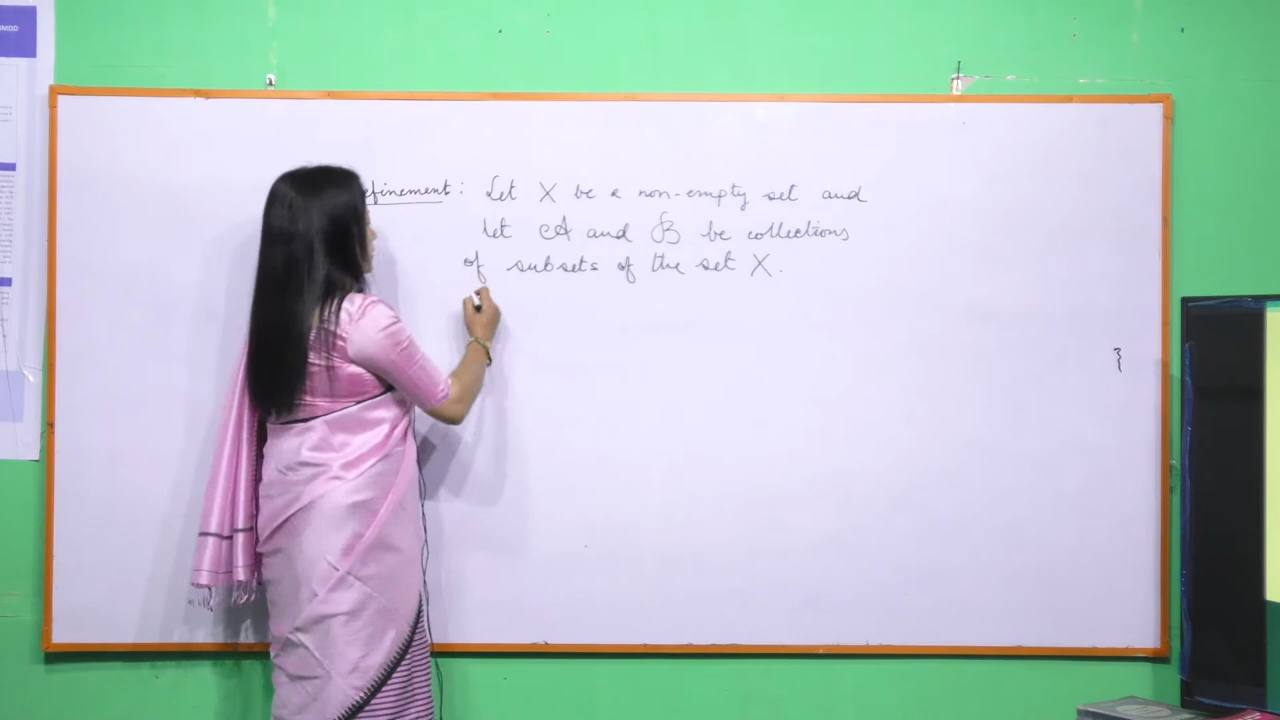 efinement : Let X be a non-empty set and
let A and B be collections
of subsets of the set X.
}